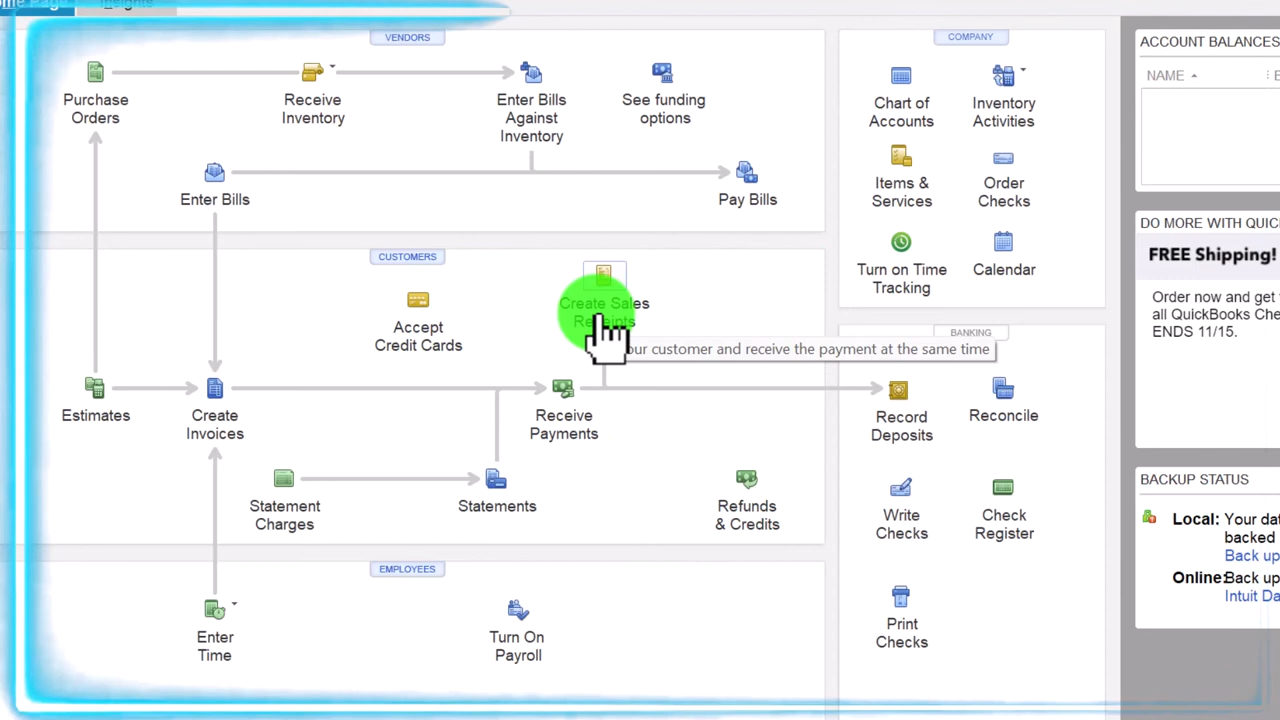 Insights
VENDORS
Purchase
Orders
Receive
Inventory
Enter Bills
Against
Inventory
See funding
options
Enter Bills
Pay Bills
CUSTOMERS
Accept
Credit Cards
Create Sales
Receipts
our customer and receive the payment at the same time
Estimates
Create
Invoices
Receive
Payments
Statement
Charges
Statements
Refunds
& Credits
EMPLOYEES
Enter
Time
Turn On
Payroll
COMPANY
Chart of
Accounts
Inventory
Activities
Items &
Services
Order
Checks
Turn on Time
Tracking
Calendar
BANKING
Record
Deposits
Reconcile
Write
Checks
Check
Register
Print
Checks
ACCOUNT BALANCES
NAME
DO MORE WITH QUICK
FREE Shipping!
Order now and get
all QuickBooks Che
ENDS 11/15.
BACKUP STATUS
Local: Your dat
backed
Back up
Online: Back up
Intuit Da